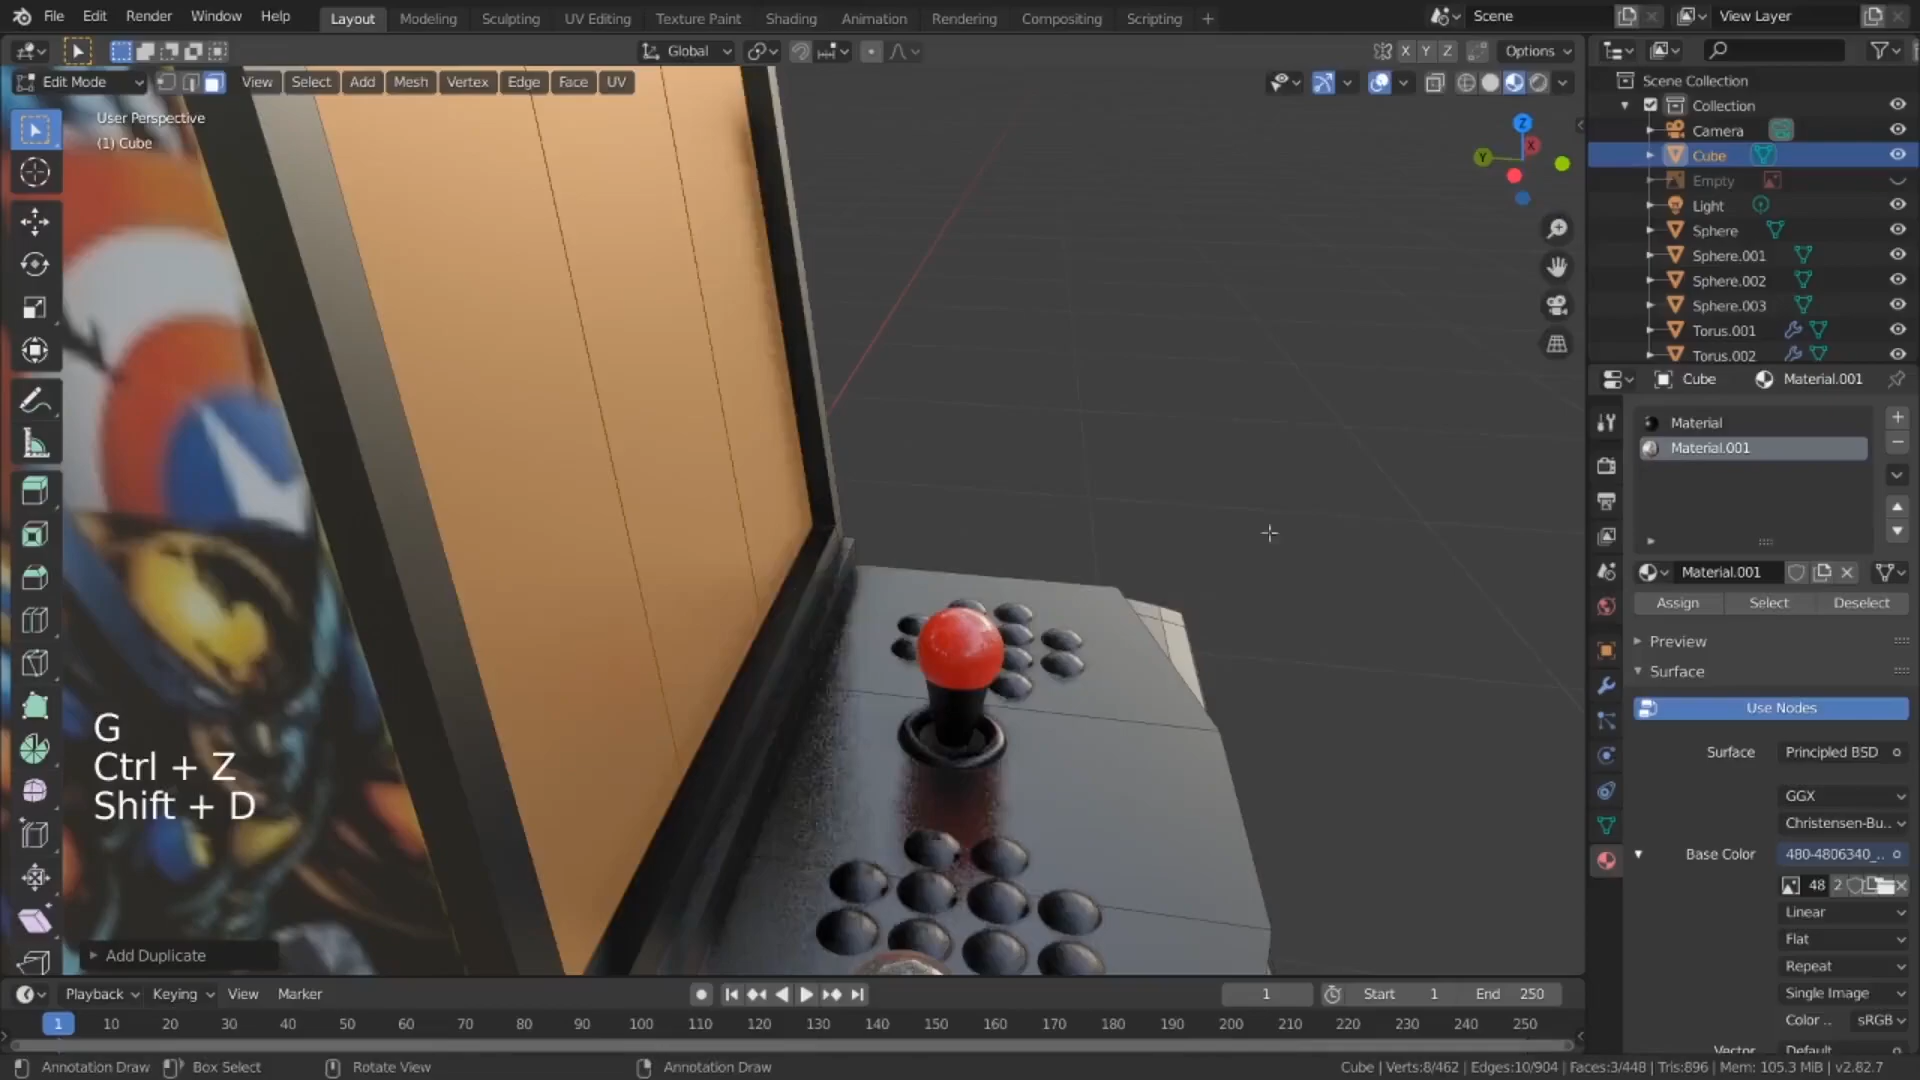 File Edit Render Window Help Layout Modeling Sculpting UV Editing Texture Paint Shading Animation Rendering Compositing Scripting + Scene View Layer
Global X Y Z Options
Edit Mode View Select Add Mesh Vertex Edge Face UV
User Perspective
(1) Cube
Z
X
Y
Scene Collection
Collection
Camera
Cube
Empty
Light
Sphere
Sphere.001
Sphere.002
Sphere.003
Torus.001
Torus.002
Cube Material.001
Material
Material.001
Material.001
Assign Select Deselect
Preview
Surface
Use Nodes
Surface Principled BSD
GGX
Christensen-Bu..
Base Color 480-4806340_..
48 2
Linear
Flat
Repeat
Single Image
Color .. sRGB
Vector Default
G
Ctrl + Z
Shift + D
Add Duplicate
Playback Keying View Marker 1 Start 1 End 250
1 10 20 30 40 50 60 70 80 90 100 110 120 130 140 150 160 170 180 190 200 210 220 230 240 250
Annotation Draw Box Select Rotate View Annotation Draw Cube | Verts:8/462 | Edges:10/904 | Faces:3/448 | Tris:896 | Mem: 105.3 MiB | v2.82.7